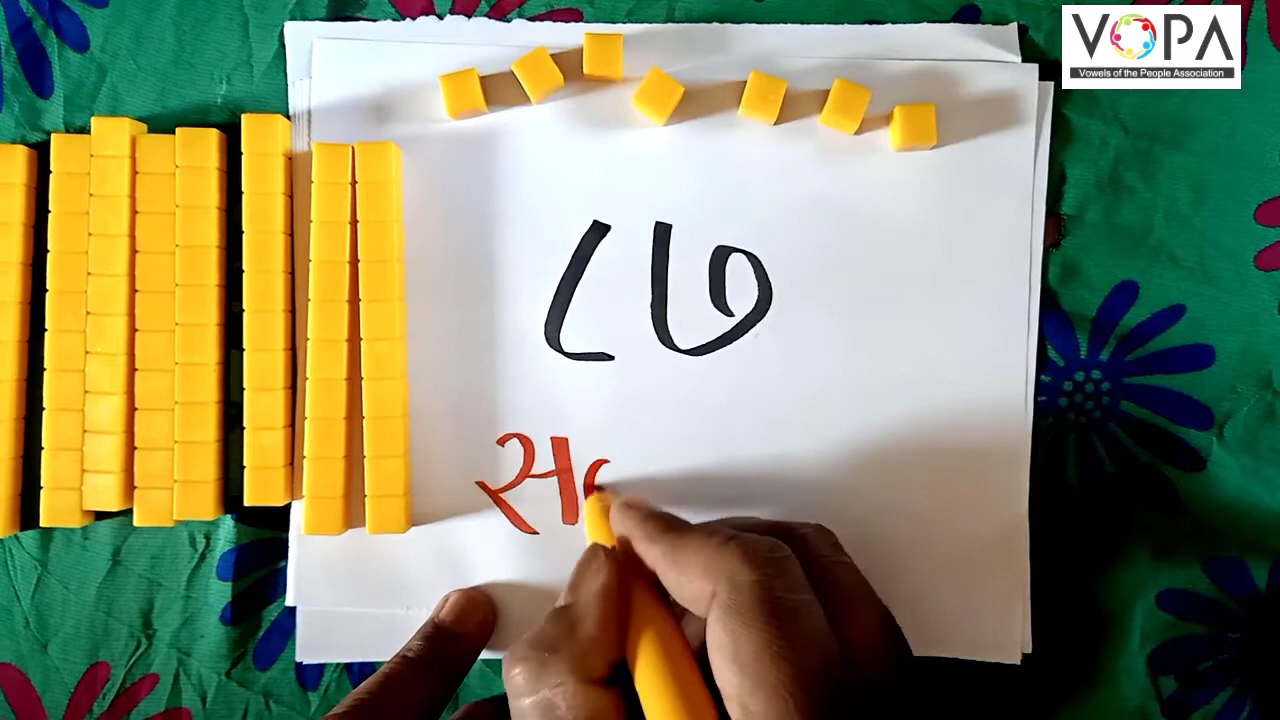 VOPA
Vowels of the People Association
८७
स